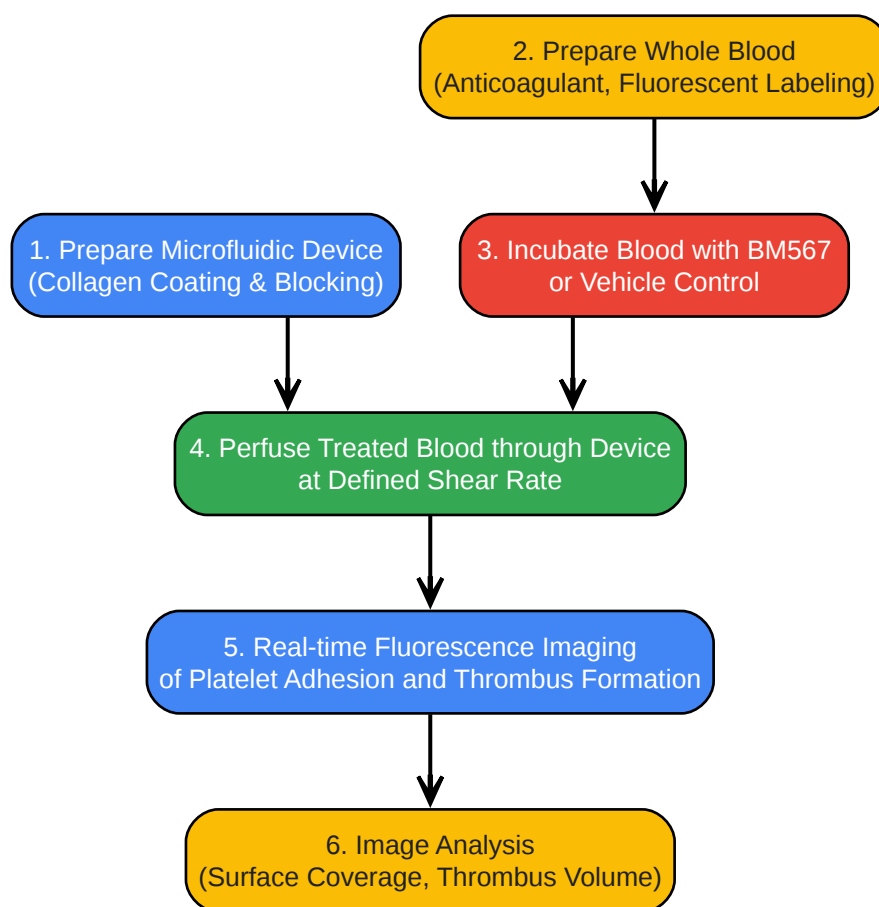 2. Prepare Whole Blood
(Anticoagulant, Fluorescent Labeling)
1. Prepare Microfluidic Device
(Collagen Coating & Blocking)
3. Incubate Blood with BM567
or Vehicle Control
4. Perfuse Treated Blood through Device
at Defined Shear Rate
5. Real-time Fluorescence Imaging
of Platelet Adhesion and Thrombus Formation
6. Image Analysis
(Surface Coverage, Thrombus Volume)